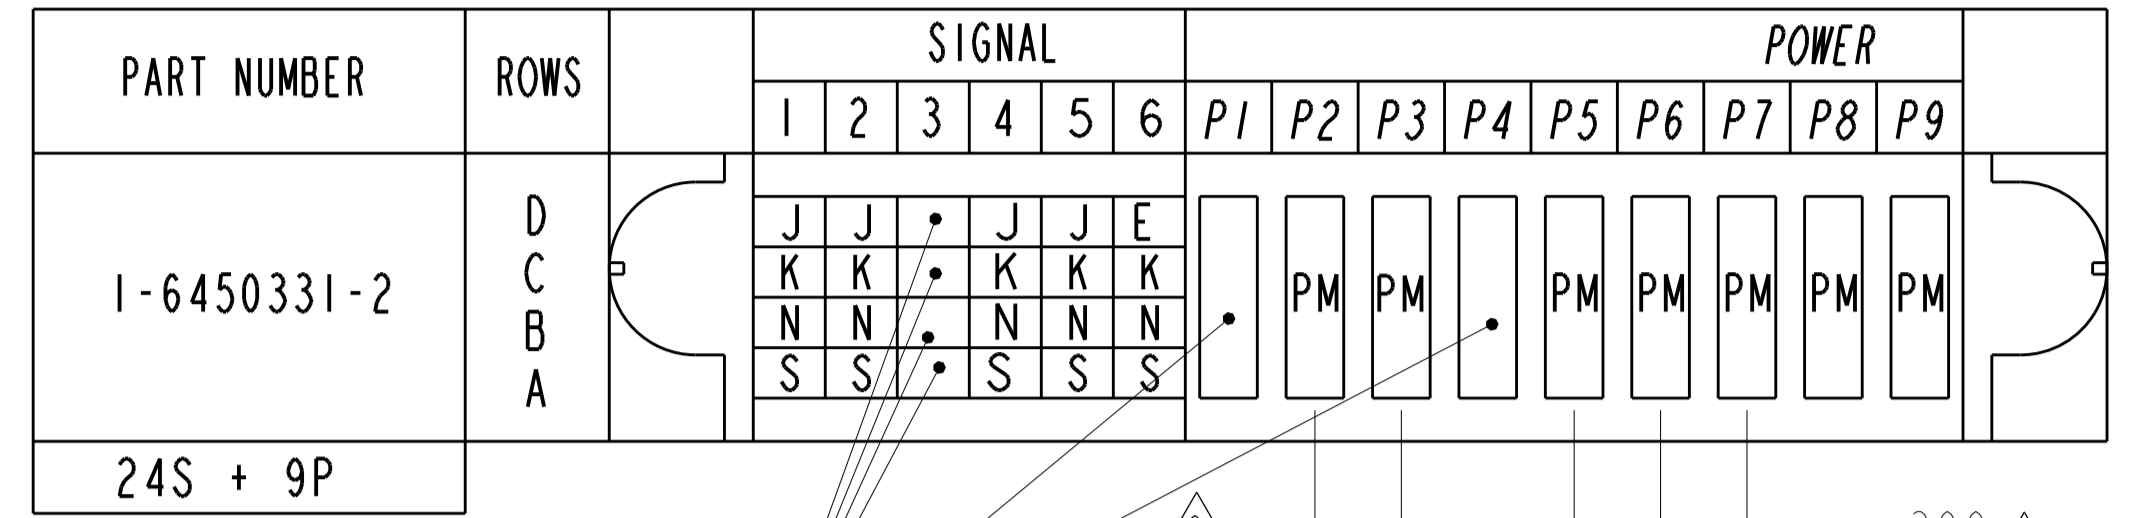 PART NUMBER ROWS SIGNAL POWER
1 2 3 4 5 6 P1 P2 P3 P4 P5 P6 P7 P8 P9
D J J J J E
C K K K K K
1-6450331-2 PM PM PM PM PM PM PM
B N N N N N
A S S S S S
24S + 9P